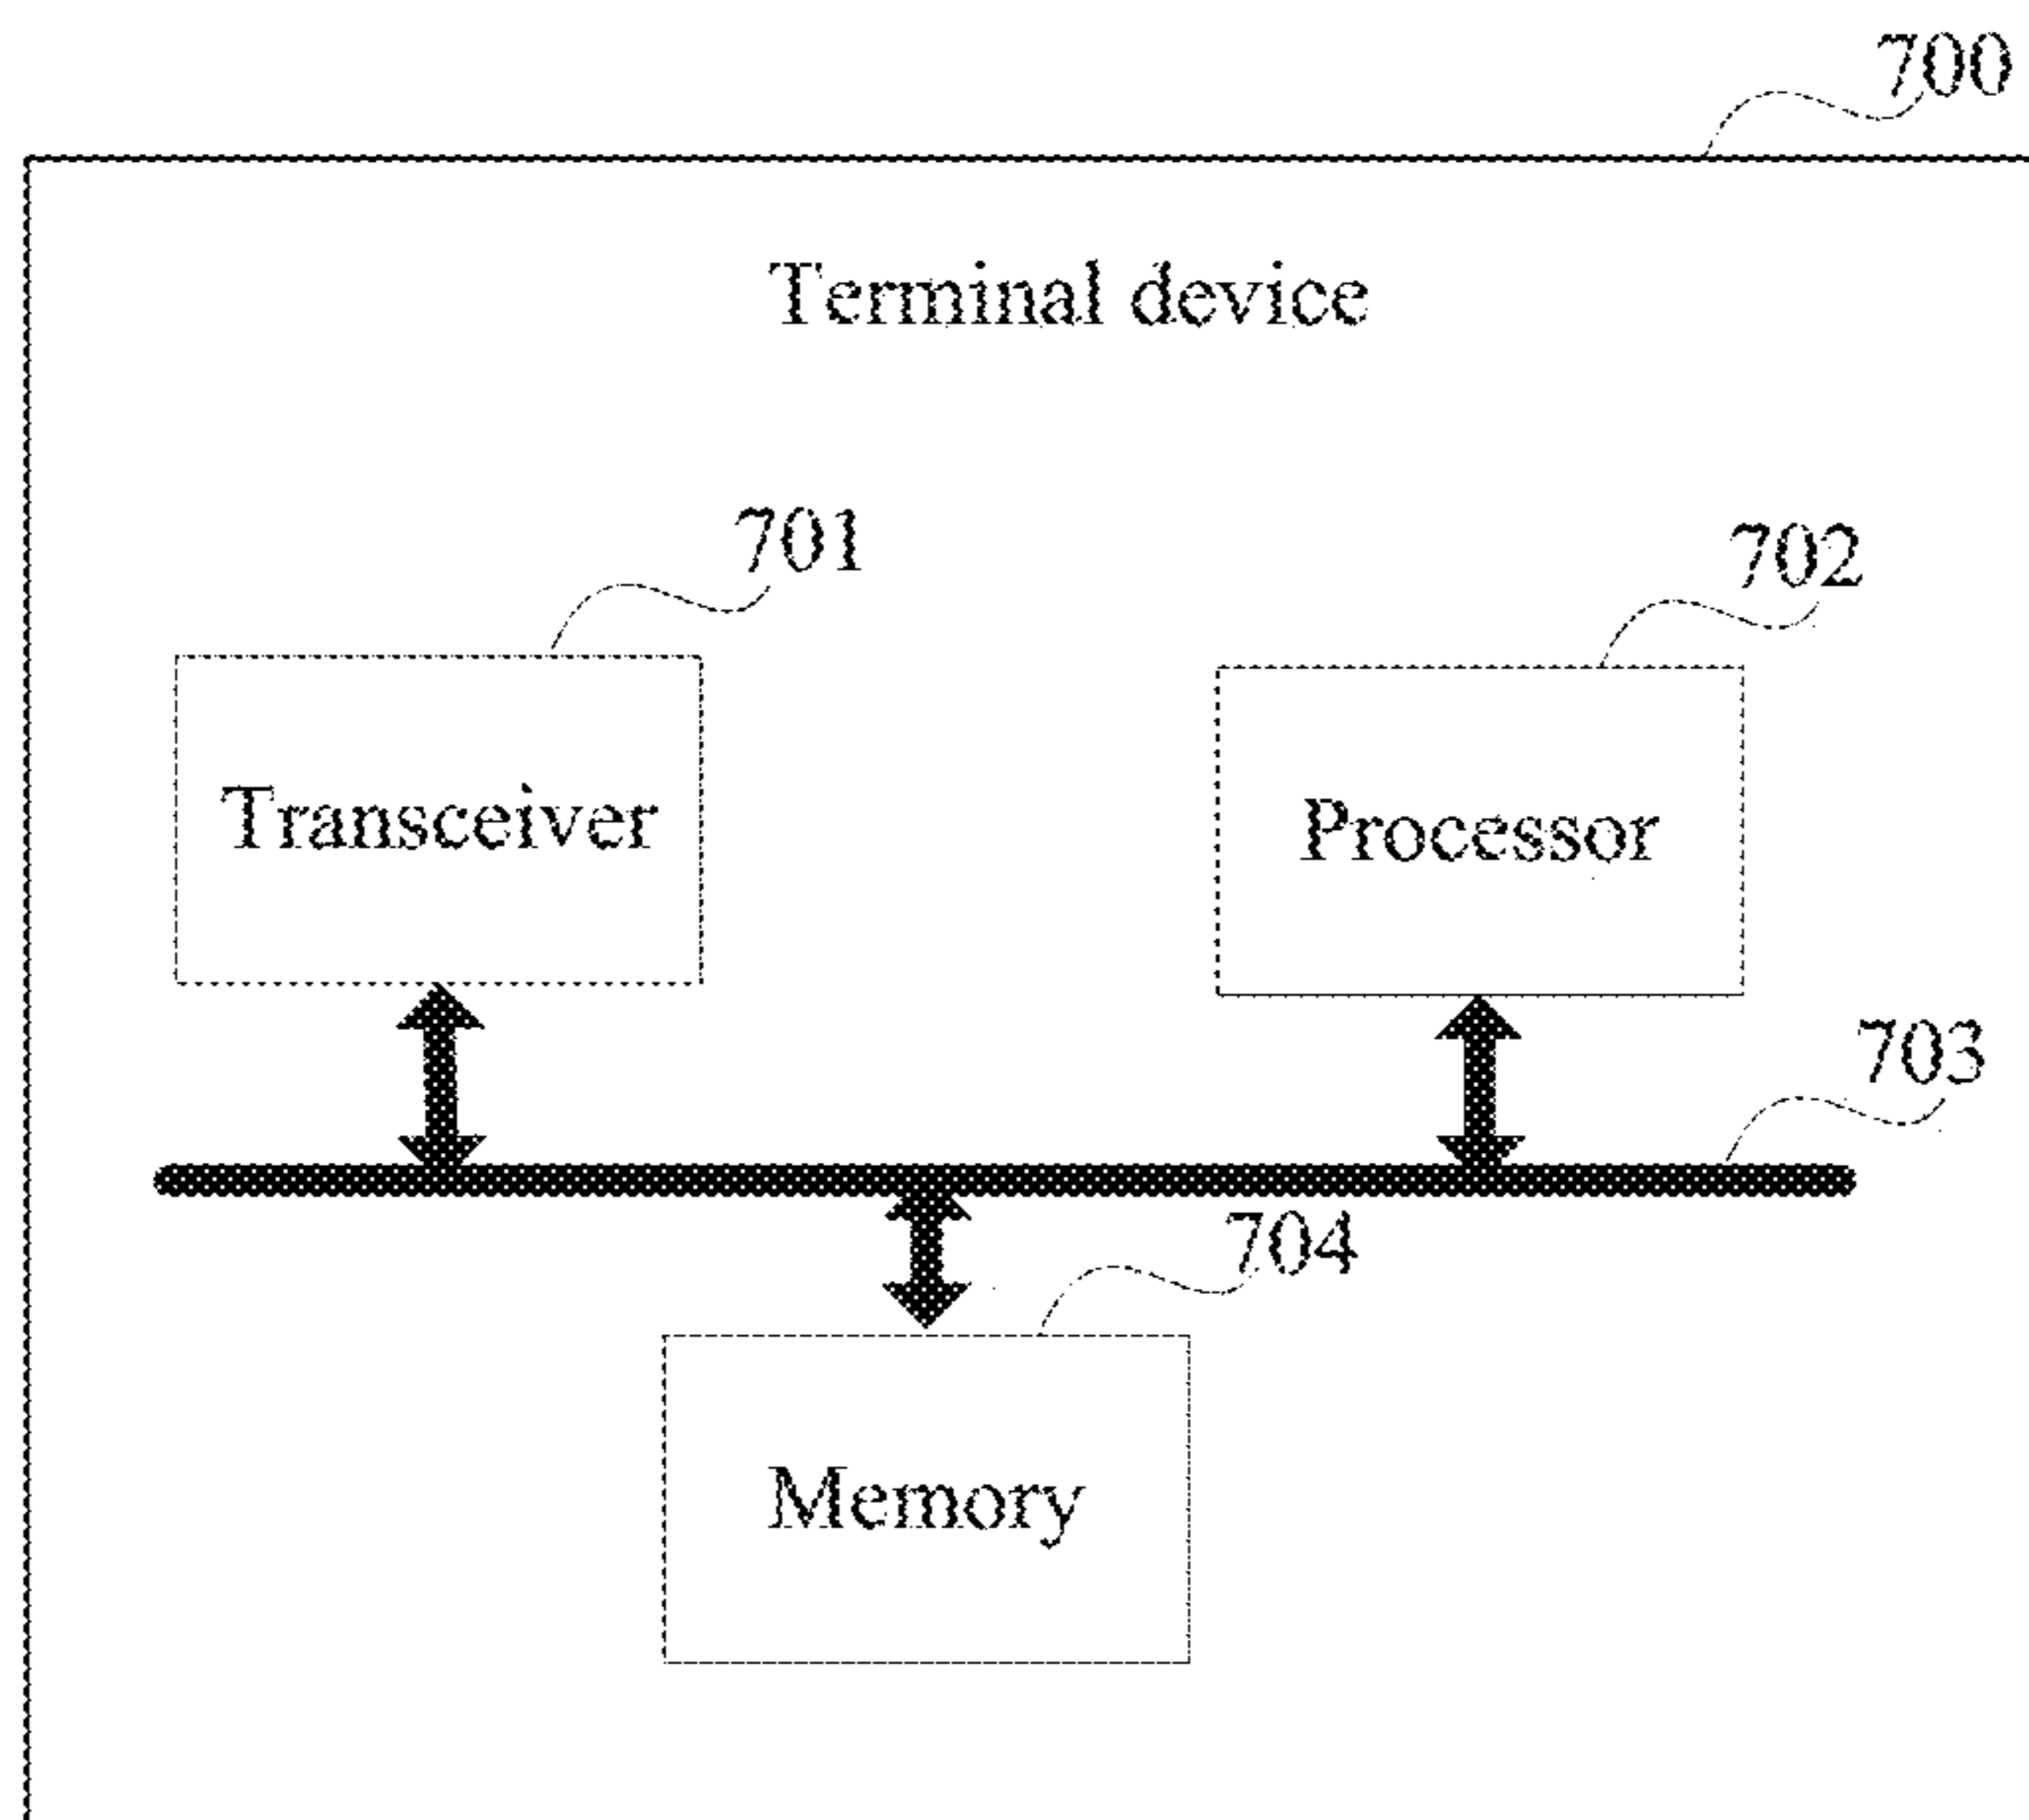 700
Terminal device
701
702
Transceiver
Processor
703
704
Memory